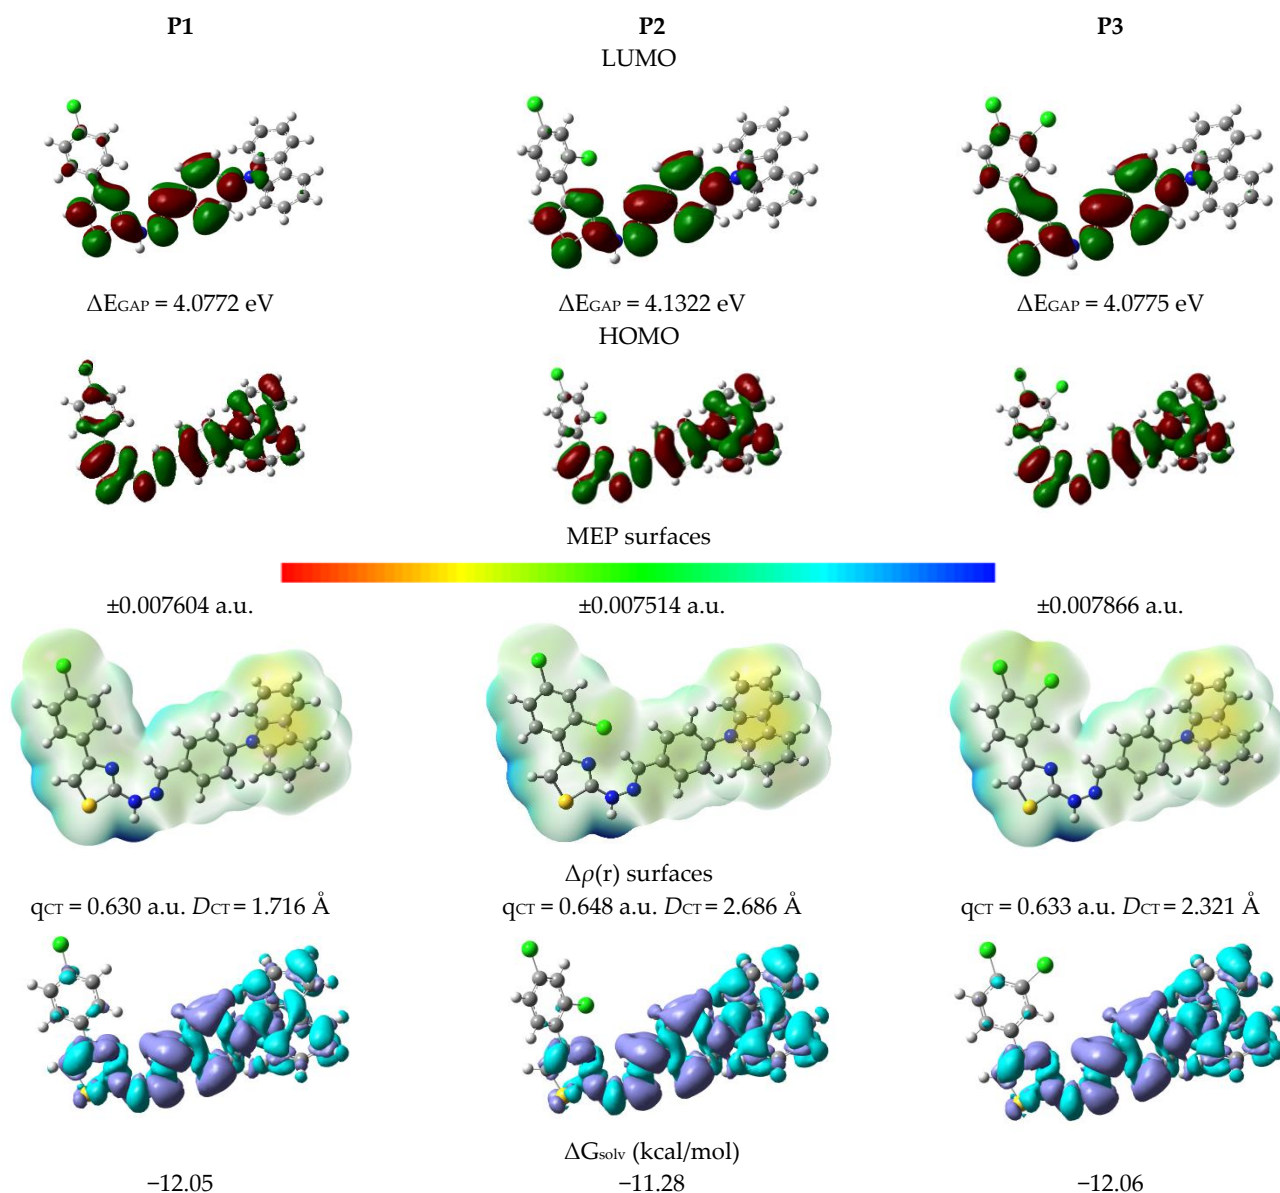 P1 P2 P3
LUMO
ΔEGAP = 4.0772 eV ΔEGAP = 4.1322 eV ΔEGAP = 4.0775 eV
HOMO
MEP surfaces
±0.007604 a.u. ±0.007514 a.u. ±0.007866 a.u.
Δρ(r) surfaces
qCT = 0.630 a.u. DCT = 1.716 Å qCT = 0.648 a.u. DCT = 2.686 Å qCT = 0.633 a.u. DCT = 2.321 Å
ΔGsolv (kcal/mol)
−12.05 −11.28 −12.06